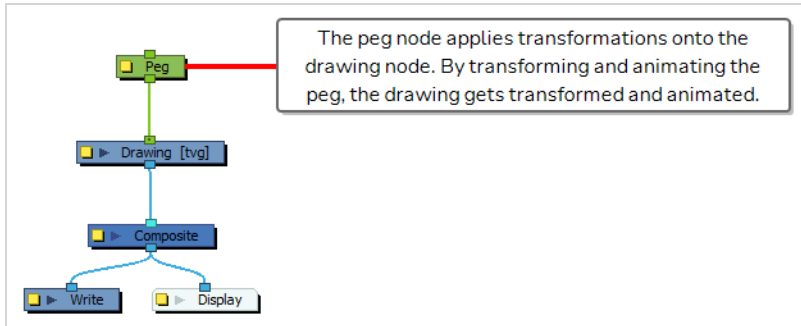 The peg node applies transformations onto the
drawing node. By transforming and animating the
peg, the drawing gets transformed and animated.
Peg
Drawing [tvg]
Composite
Write
Display